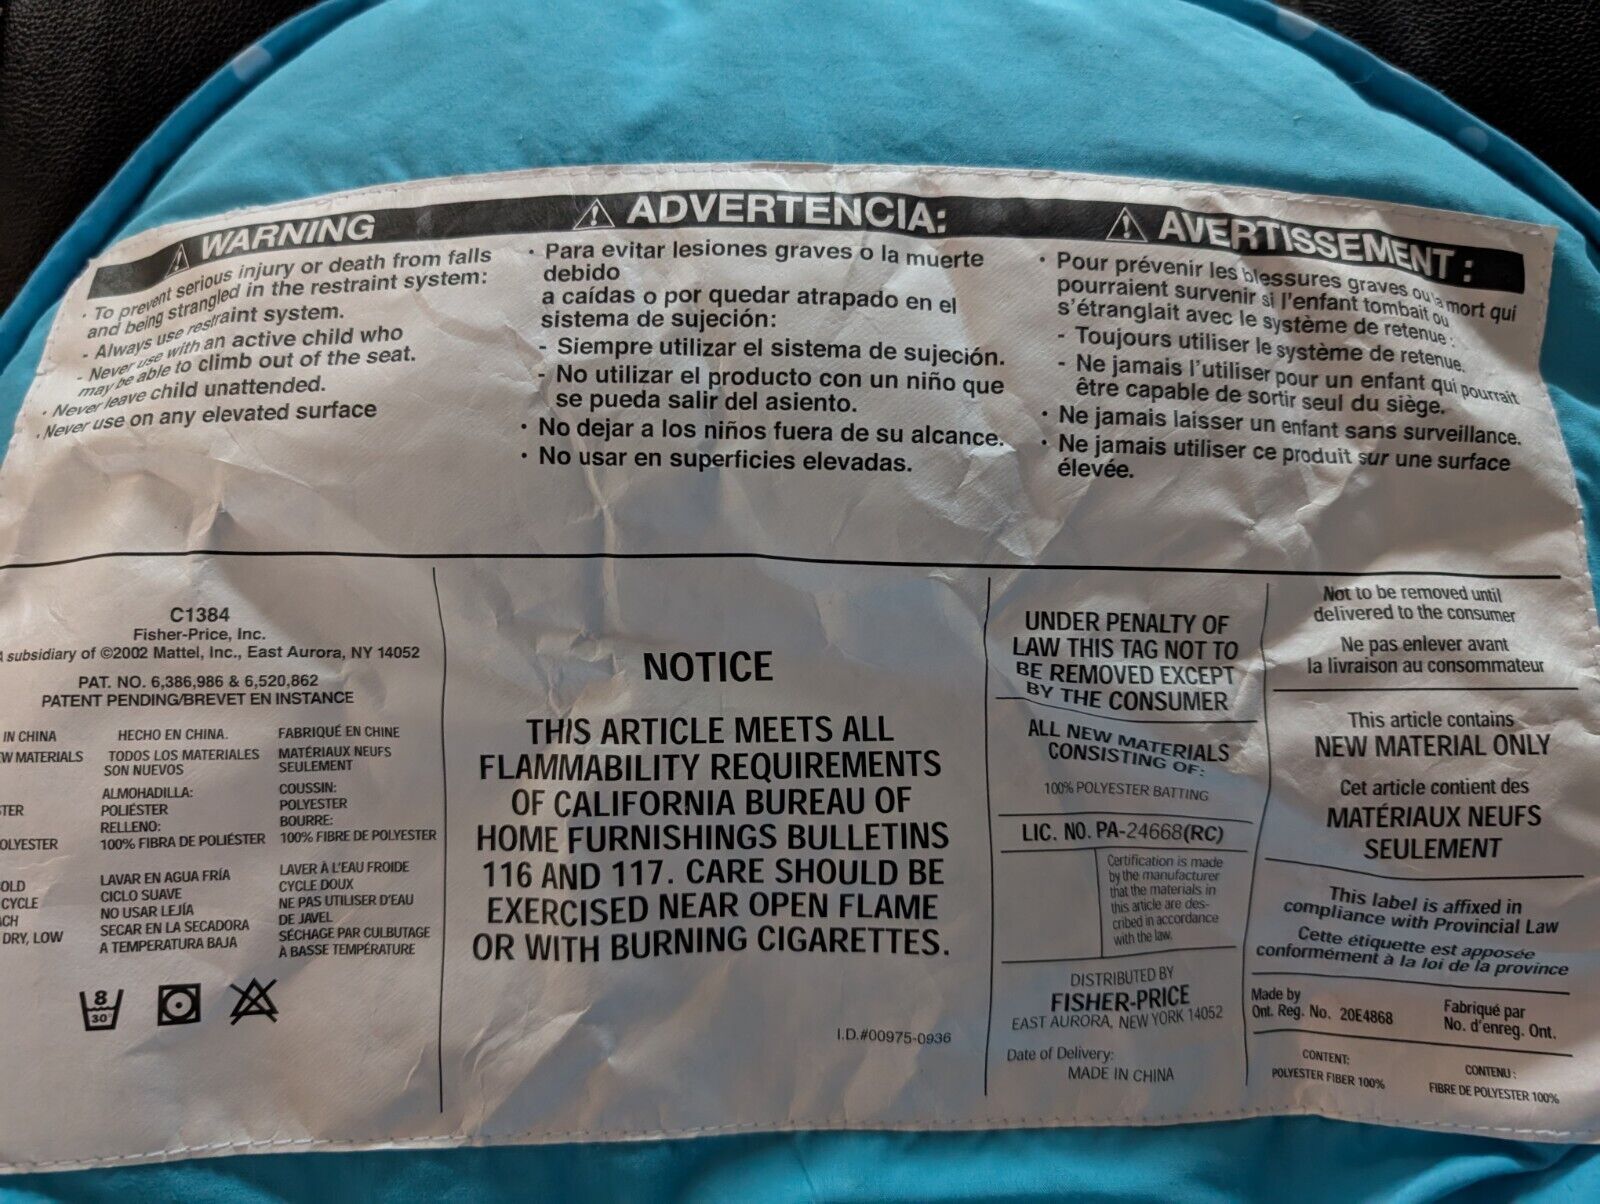 WARNING
· To prevent serious injury or death from falls
and being strangled in the restraint system:
- Always use restraint system.
- Never use with an active child who
may be able to climb out of the seat.
· Never leave child unattended.
· Never use on any elevated surface
ADVERTENCIA:
· Para evitar lesiones graves o la muerte
debido
a caídas o por quedar atrapado en el
sistema de sujeción:
- Siempre utilizar el sistema de sujeción.
- No utilizar el producto con un niño que
se pueda salir del asiento.
· No dejar a los niños fuera de su alcance.
· No usar en superficies elevadas.
AVERTISSEMENT :
· Pour prévenir les blessures graves ou la mort qui
pourraient survenir si l'enfant tombait ou
s'étranglait avec le système de retenue :
- Toujours utiliser le système de retenue.
- Ne jamais l'utiliser pour un enfant qui pourrait
être capable de sortir seul du siège.
· Ne jamais laisser un enfant sans surveillance.
· Ne jamais utiliser ce produit sur une surface
élevée.
C1384
Fisher-Price, Inc.
A subsidiary of ©2002 Mattel, Inc., East Aurora, NY 14052
PAT. NO. 6,386,986 & 6,520,862
PATENT PENDING/BREVET EN INSTANCE
IN CHINA
MATERIALS
CYCLE
DRY, LOW
HECHO EN CHINA.
TODOS LOS MATERIALES
SON NUEVOS
ALMOHADILLA:
POLIÉSTER
RELLENO:
100% FIBRA DE POLIÉSTER
LAVAR EN AGUA FRÍA
CICLO SUAVE
NO USAR LEJÍA
SECAR EN LA SECADORA
A TEMPERATURA BAJA
FABRIQUÉ EN CHINE
MATÉRIAUX NEUFS
SEULEMENT
COUSSIN:
POLYESTER
BOURRE:
100% FIBRE DE POLYESTER
LAVER À L'EAU FROIDE
CYCLE DOUX
NE PAS UTILISER D'EAU
DE JAVEL
SÉCHAGE PAR CULBUTAGE
À BASSE TEMPÉRATURE
8
30°
NOTICE
THIS ARTICLE MEETS ALL
FLAMMABILITY REQUIREMENTS
OF CALIFORNIA BUREAU OF
HOME FURNISHINGS BULLETINS
116 AND 117. CARE SHOULD BE
EXERCISED NEAR OPEN FLAME
OR WITH BURNING CIGARETTES.
I.D.#00975-0936
UNDER PENALTY OF
LAW THIS TAG NOT TO
BE REMOVED EXCEPT
BY THE CONSUMER
ALL NEW MATERIALS
CONSISTING OF:
100% POLYESTER BATTING
LIC. NO. PA-24668(RC)
Certification is made
by the manufacturer
that the materials in
this article are des-
cribed in accordance
with the law.
DISTRIBUTED BY
FISHER-PRICE
EAST AURORA, NEW YORK 14052
Date of Delivery:
MADE IN CHINA
Not to be removed until
delivered to the consumer
Ne pas enlever avant
la livraison au consommateur
This article contains
NEW MATERIAL ONLY
Cet article contient des
MATÉRIAUX NEUFS
SEULEMENT
This label is affixed in
compliance with Provincial Law
Cette étiquette est apposée
conformément à la loi de la province
Made by
Ont. Reg. No. 20E4868
Fabriqué par
No. d'enreg. Ont.
CONTENT:
POLYESTER FIBER 100%
CONTENU :
FIBRE DE POLYESTER 100%